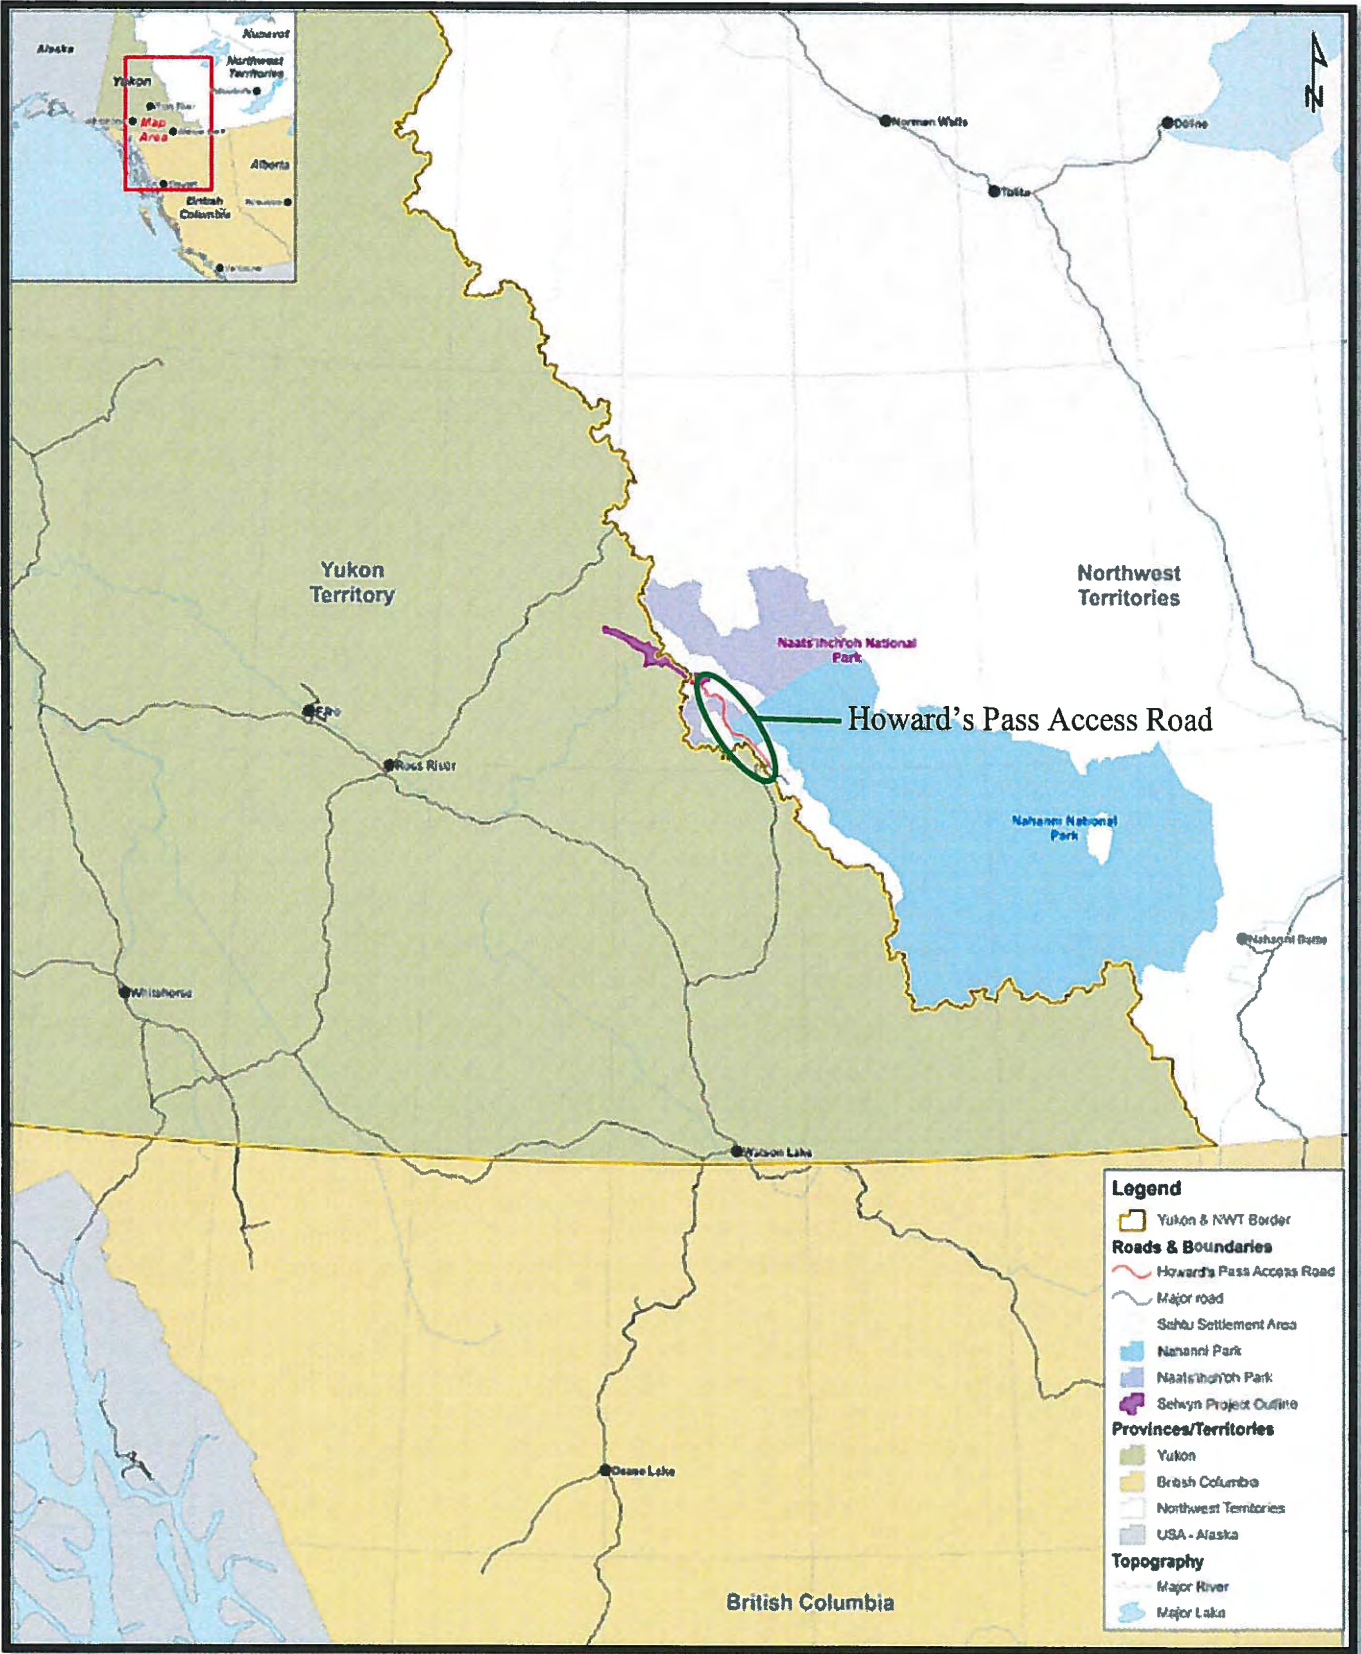 Alaska
Nunavut
Northwest
Territories
Yukon
Map
Area
Alberta
British
Columbia
N
Norman Wells
Tulita
Yukon
Territory
Northwest
Territories
Naats'ihch'oh National
Park
Howard's Pass Access Road
Faro
Ross River
Nahanni National
Park
Nahanni Butte
Whitehorse
Watson Lake
Dease Lake
British Columbia
Legend
Yukon & NWT Border
Roads & Boundaries
Howard's Pass Access Road
Major road
Sahtu Settlement Area
Nahanni Park
Naats'ihch'oh Park
Selwyn Project Outline
Provinces/Territories
Yukon
British Columbia
Northwest Territories
USA - Alaska
Topography
Major River
Major Lake